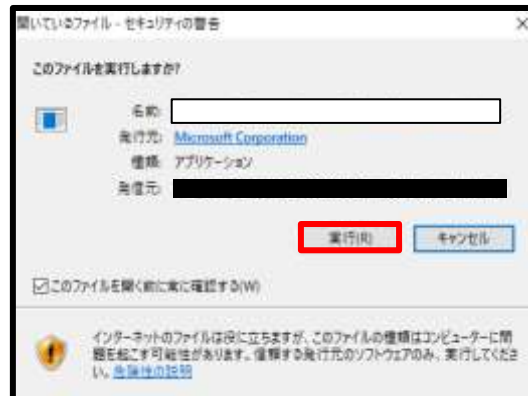 開いているファイル - セキュリティの警告
このファイルを実行しますか?
名前:
発行元: Microsoft Corporation
種類: アプリケーション
発信元:
実行(R) キャンセル
このファイルを開く前に常に確認する(W)
インターネットのファイルは役に立ちますが、このファイルの種類はコンピューターに問
題を起こす可能性があります。信頼する発行元のソフトウェアのみ、実行してくださ
い。危険性の説明